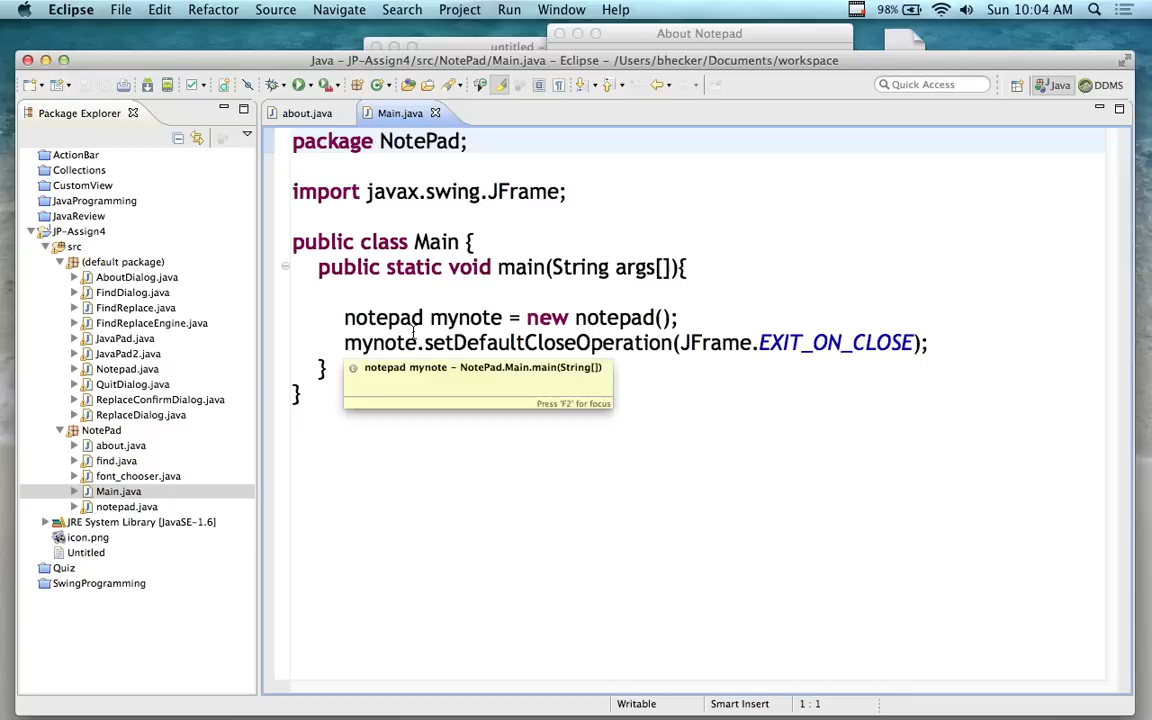 Eclipse File Edit Refactor Source Navigate Search Project Run Window Help 98% Sun 10:04 AM
About Notepad
untitled -
Java - JP-Assign4/src/NotePad/Main.java - Eclipse - /Users/bhecker/Documents/workspace
Quick Access Java DDMS
Package Explorer
about.java Main.java
ActionBar
Collections
CustomView
JavaProgramming
JavaReview
JP-Assign4
src
(default package)
AboutDialog.java
FindDialog.java
FindReplace.java
FindReplaceEngine.java
JavaPad.java
JavaPad2.java
Notepad.java
QuitDialog.java
ReplaceConfirmDialog.java
ReplaceDialog.java
NotePad
about.java
find.java
font_chooser.java
Main.java
notepad.java
JRE System Library [JavaSE-1.6]
icon.png
Untitled
Quiz
SwingProgramming
package NotePad;
import javax.swing.JFrame;
public class Main {
public static void main(String args[]){
notepad mynote = new notepad();
mynote.setDefaultCloseOperation(JFrame.EXIT_ON_CLOSE);
}
}
notepad mynote - NotePad.Main.main(String[])
Press 'F2' for focus
Writable Smart Insert 1 : 1